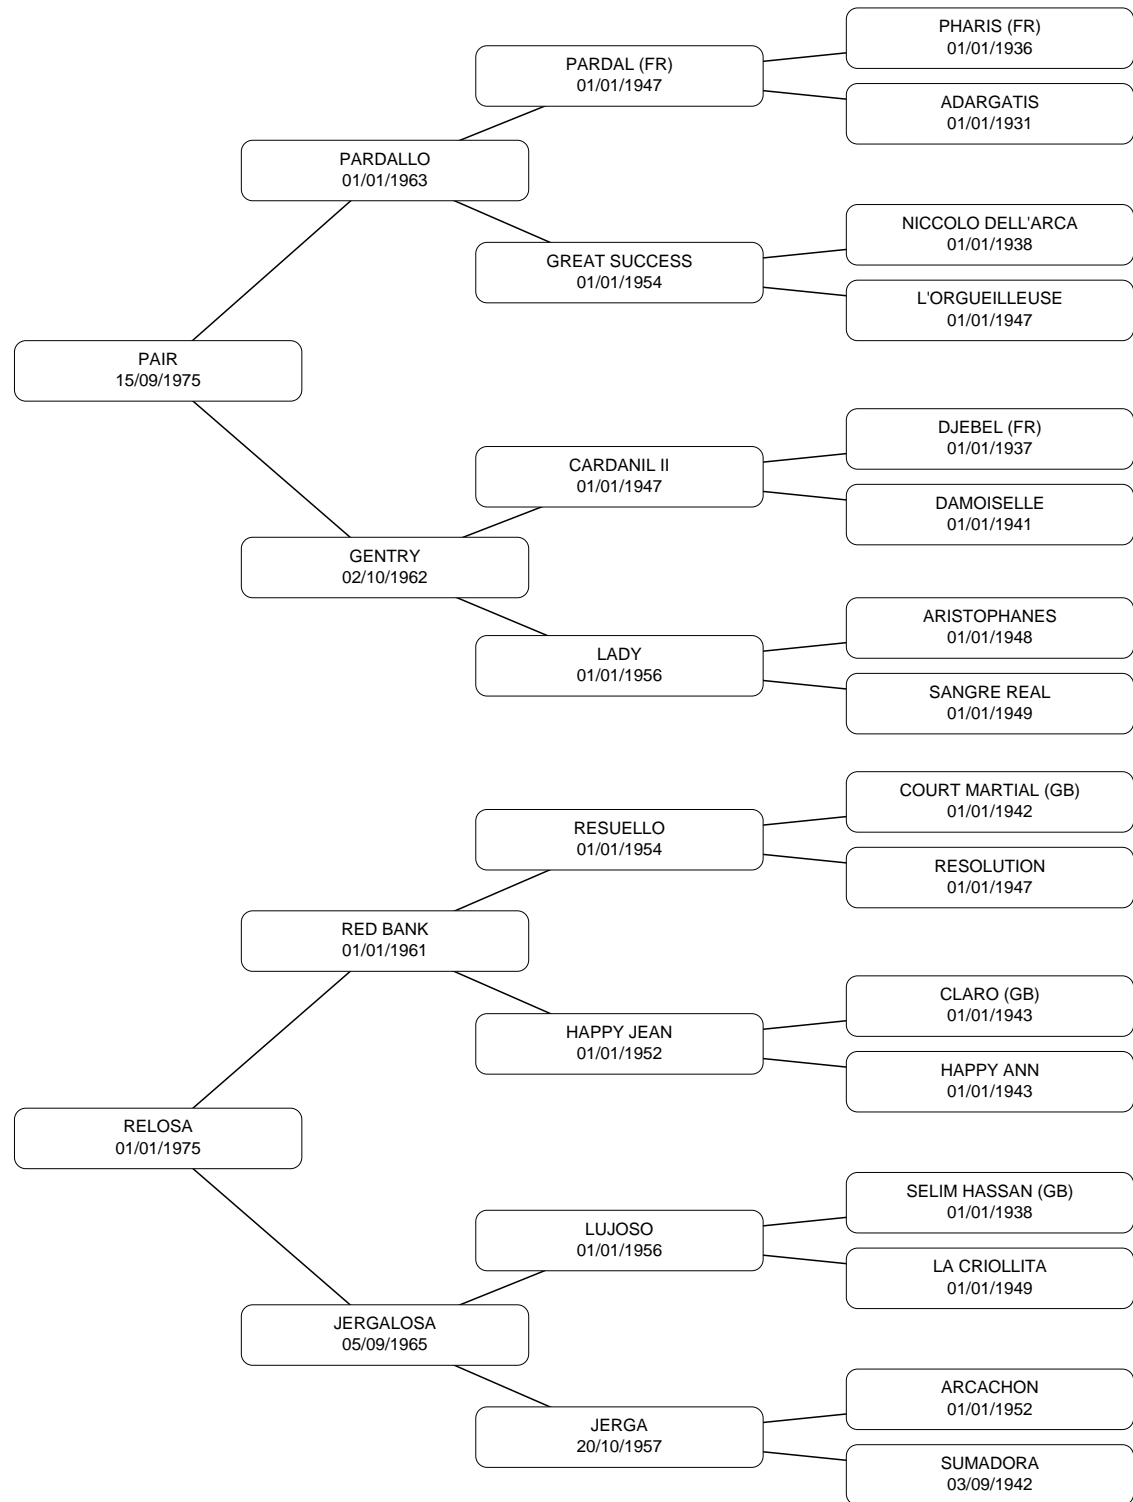 PHARIS (FR)
01/01/1936
PARDAL (FR)
01/01/1947
ADARGATIS
01/01/1931
PARDALLO
01/01/1963
NICCOLO DELL'ARCA
01/01/1938
GREAT SUCCESS
01/01/1954
L'ORGUEILLEUSE
01/01/1947
PAIR
15/09/1975
DJEBEL (FR)
01/01/1937
CARDANIL II
01/01/1947
DAMOISELLE
01/01/1941
GENTRY
02/10/1962
ARISTOPHANES
01/01/1948
LADY
01/01/1956
SANGRE REAL
01/01/1949
COURT MARTIAL (GB)
01/01/1942
RESUELLO
01/01/1954
RESOLUTION
01/01/1947
RED BANK
01/01/1961
CLARO (GB)
01/01/1943
HAPPY JEAN
01/01/1952
HAPPY ANN
01/01/1943
RELOSA
01/01/1975
SELIM HASSAN (GB)
01/01/1938
LUJOSO
01/01/1956
LA CRIOLLITA
01/01/1949
JERGALOSA
05/09/1965
ARCACHON
01/01/1952
JERGA
20/10/1957
SUMADORA
03/09/1942